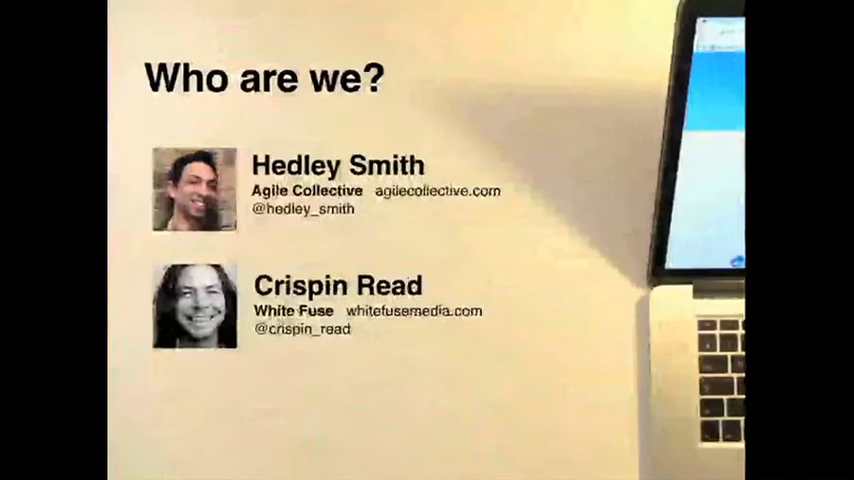 Who are we?
Hedley Smith
Agile Collective agilecollective.com
@hedley_smith
Crispin Read
White Fuse whitefusemedia.com
@crispin_read